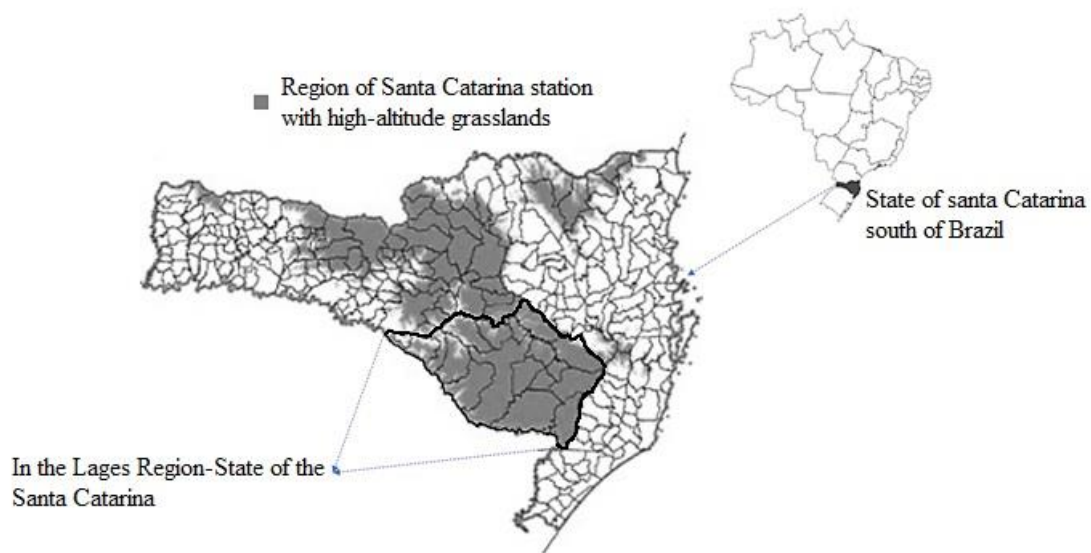 Region of Santa Catarina station
with high-altitude grasslands
State of santa Catarina
south of Brazil
In the Lages Region-State of the
Santa Catarina